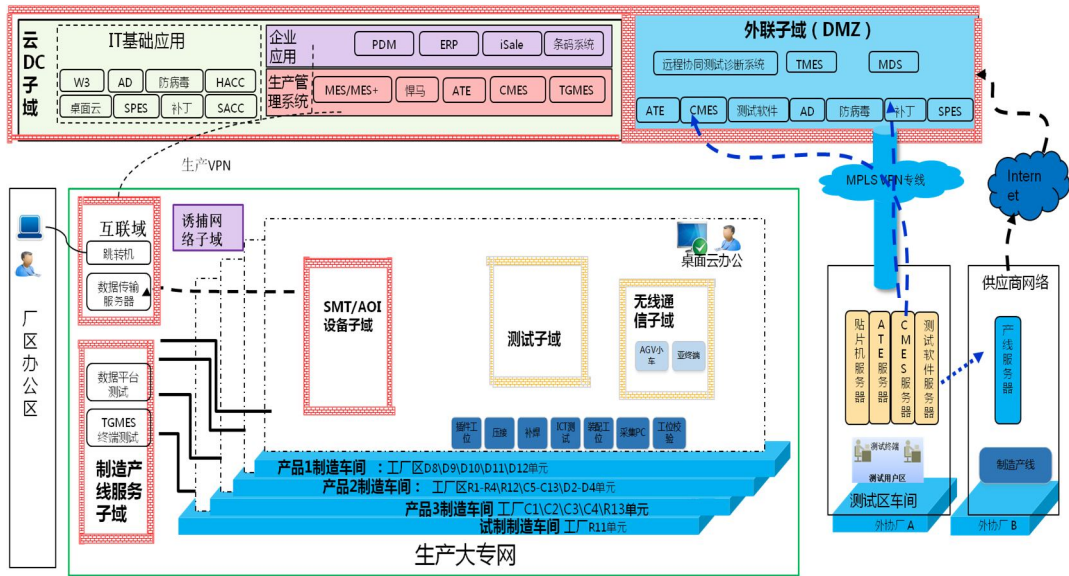 云
DC
子
域
IT基础应用
W3
AD
防病毒
HACC
桌面云
SPES
补丁
SACC
企业
应用
PDM
ERP
iSale
条码系统
生产管
理系统
MES/MES+
悍马
ATE
CMES
TGMES
外联子域（DMZ）
远程协同测试诊断系统
TMES
MDS
ATE
CMES
测试软件
AD
防病毒
补丁
SPES
生产VPN
MPLS VPN专线
Intern
et
厂区办公区
互联域
跳转机
数据传输
服务器
诱捕网
络子域
数据平台
测试
TGMES
终端测试
制造产
线服务
子域
SMT/AOI
设备子域
测试子域
桌面云办公
无线通
信子域
AGV小
车
亚终端
插件工
位
压接
补焊
ICT测
试
装配工
位
采集PC
工位校
验
产品1制造车间 ：工厂区D8\D9\D10\D11\D12单元
产品2制造车间：工厂区R1-R4\R12\C5-C13\D2-D4单元
产品3制造车间 工厂C1\C2\C3\C4\R13单元
试制制造车间 工厂R11单元
生产大专网
贴片机服务器
ATE服务器
CMES服务器
测试软件服务器
测试终端
测试用户区
测试区车间
外协厂 A
供应商网络
产线服务器
制造产线
外协厂 B